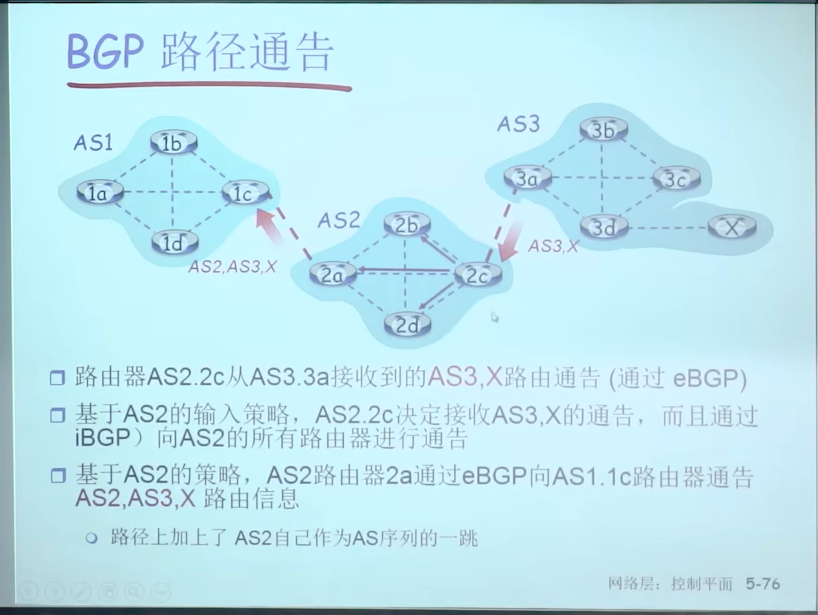 BGP 路径通告
AS1
1b
1a
1c
1d
AS2,AS3,X
AS2
2b
2a
2c
2d
AS3
3b
3a
3c
3d
X
AS3,X
路由器AS2.2c从AS3.3a接收到的AS3,X路由通告 (通过 eBGP)
基于AS2的输入策略，AS2.2c决定接收AS3,X的通告，而且通过
iBGP）向AS2的所有路由器进行通告
基于AS2的策略，AS2路由器2a通过eBGP向AS1.1c路由器通告
AS2,AS3,X 路由信息
路径上加上了 AS2自己作为AS序列的一跳
网络层：控制平面 5-76